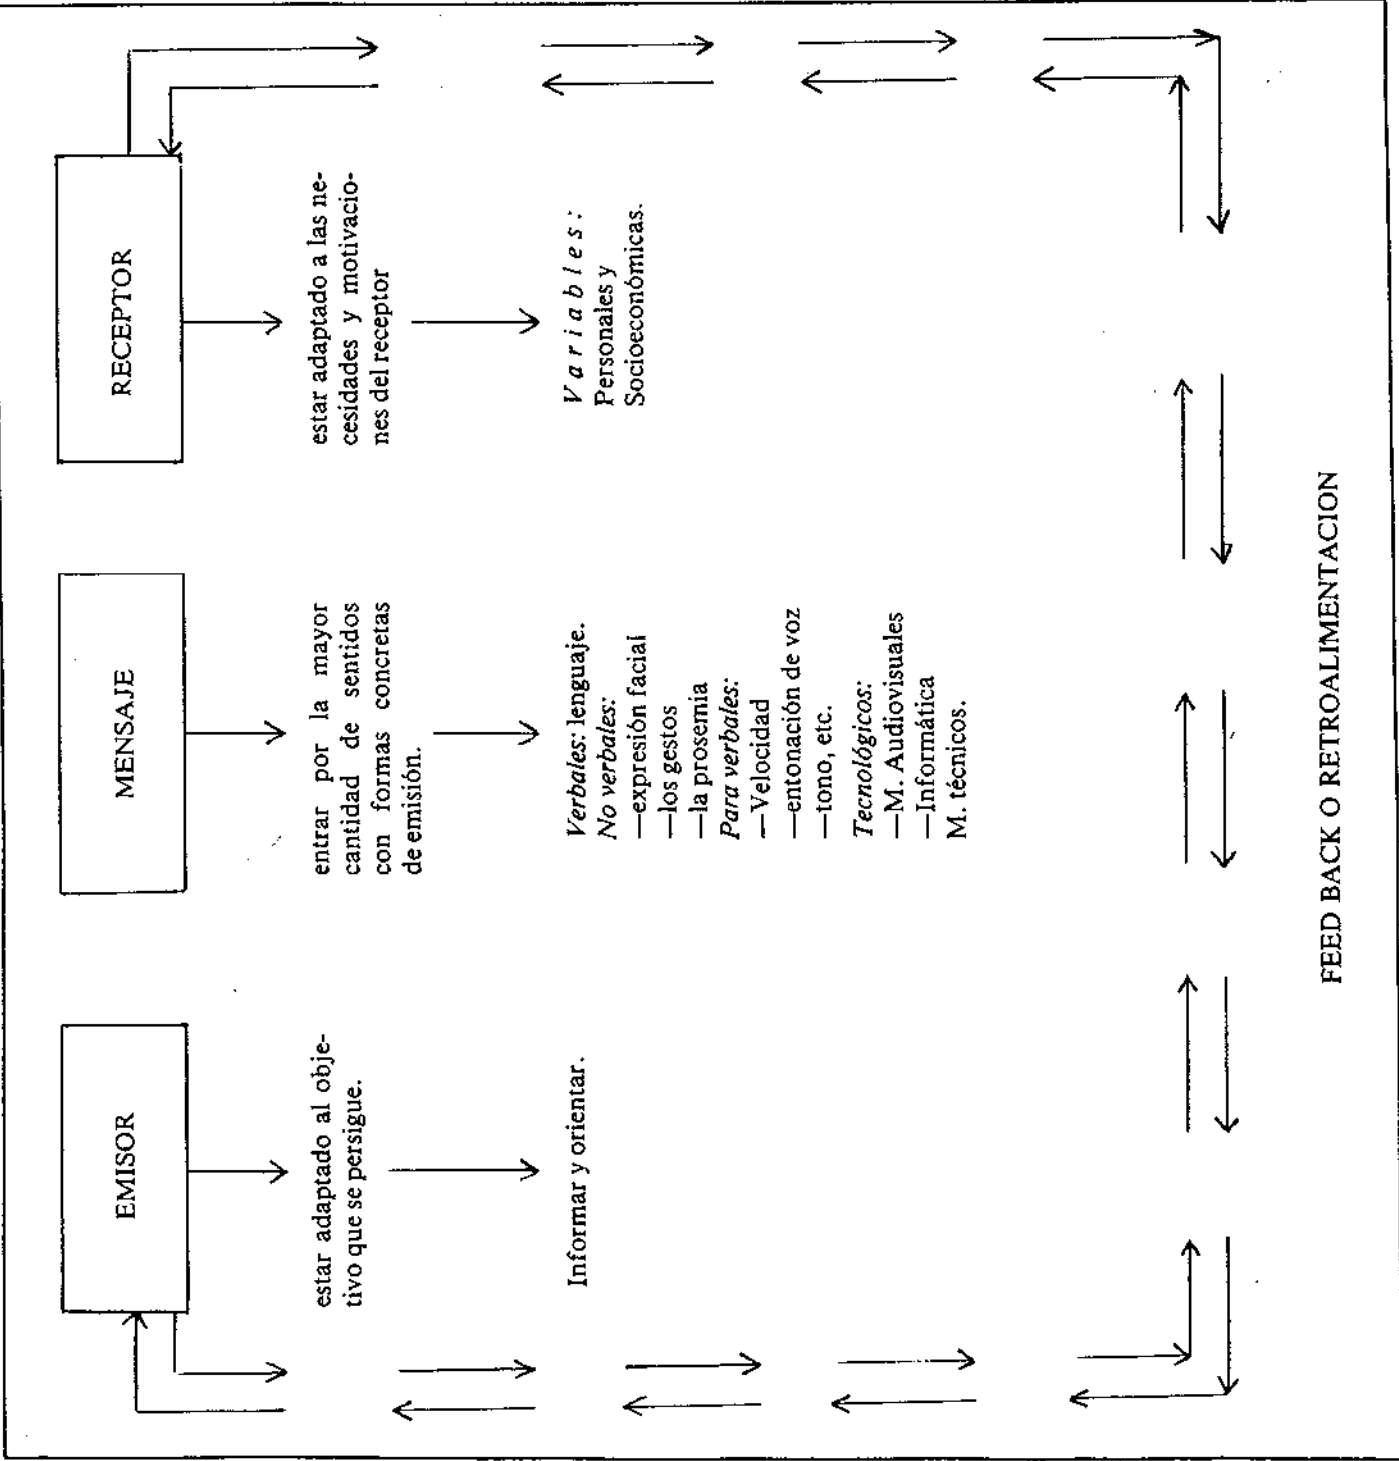 EMISOR
estar adaptado al obje-
tivo que se persigue.
Informar y orientar.
MENSAJE
entrar por la mayor
cantidad de sentidos
con formas concretas
de emisión.
Verbales: lenguaje.
No verbales:
—expresión facial
—los gestos
—la prosemia
Para verbales:
—Velocidad
—entonación de voz
—tono, etc.
Tecnológicos:
—M. Audiovisuales
—Informática
M. técnicos.
RECEPTOR
estar adaptado a las ne-
cesidades y motivacio-
nes del receptor
Variables:
Personales y
Socioeconómicas.
FEED BACK O RETROALIMENTACION